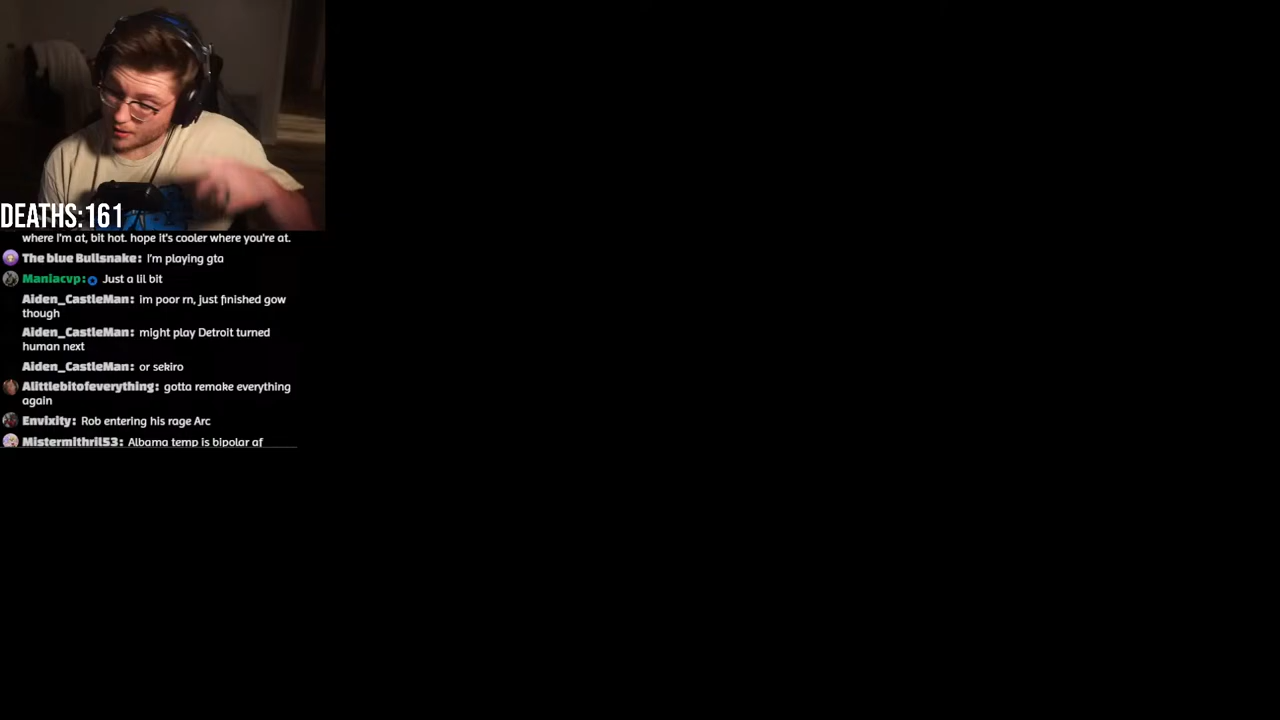 DEATHS:161
where I'm at, bit hot. hope it's cooler where you're at.
The blue Bullsnake: I'm playing gta
Maniacvp: Just a lil bit
Aiden_CastleMan: im poor rn, just finished gow
though
Aiden_CastleMan: might play Detroit turned
human next
Aiden_CastleMan: or sekiro
Alittlebitofeverything: gotta remake everything
again
Envixity: Rob entering his rage Arc
Mistermithril53: Albama temp is bipolar af